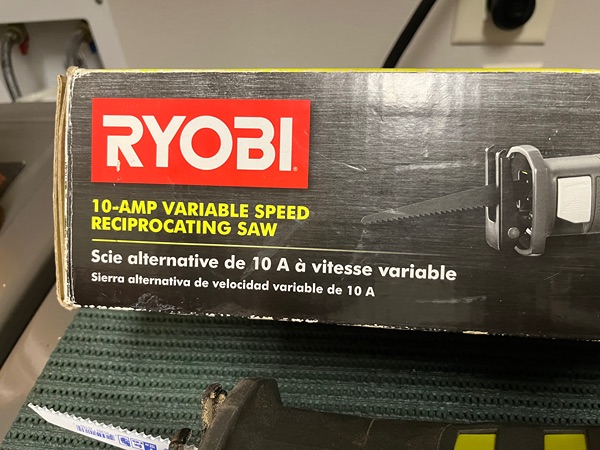 RYOBI
10-AMP VARIABLE SPEED
RECIPROCATING SAW
Scie alternative de 10 A à vitesse variable
Sierra alternativa de velocidad variable de 10 A